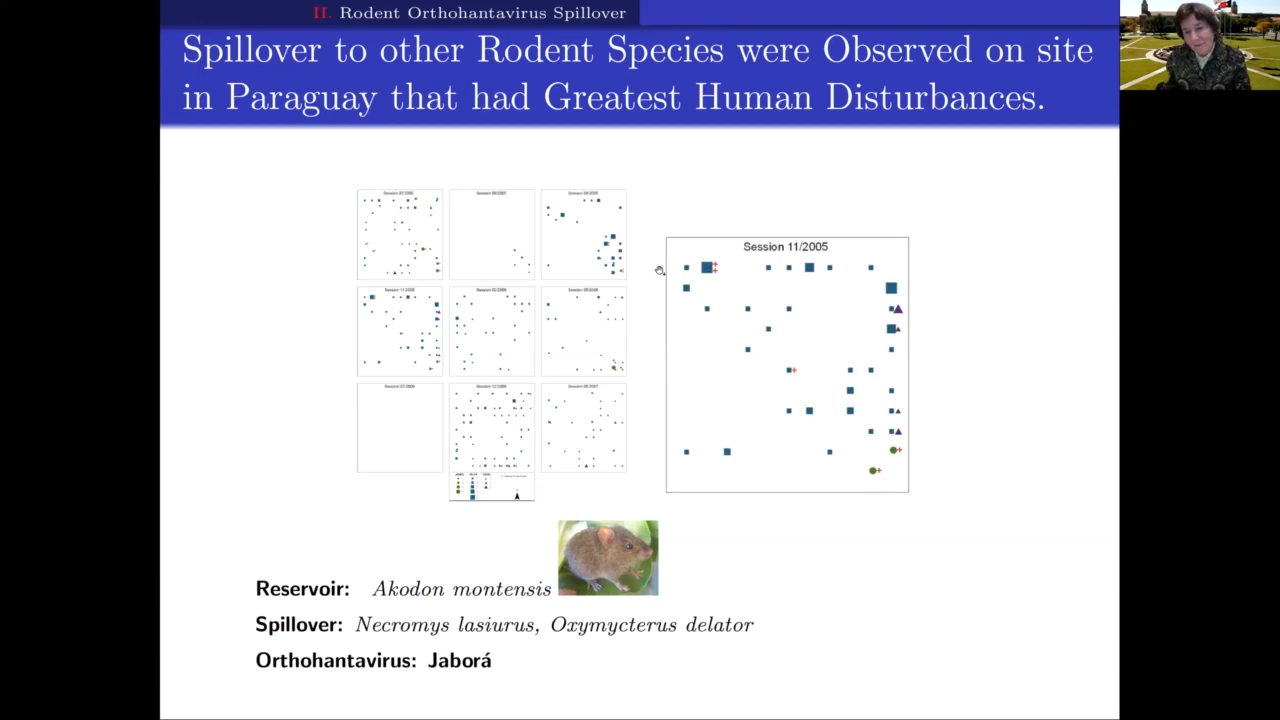 II. Rodent Orthohantavirus Spillover
Spillover to other Rodent Species were Observed on site
in Paraguay that had Greatest Human Disturbances.
Session 11/2005
Reservoir: Akodon montensis
Spillover: Necromys lasiurus, Oxymycterus delator
Orthohantavirus: Jaborá